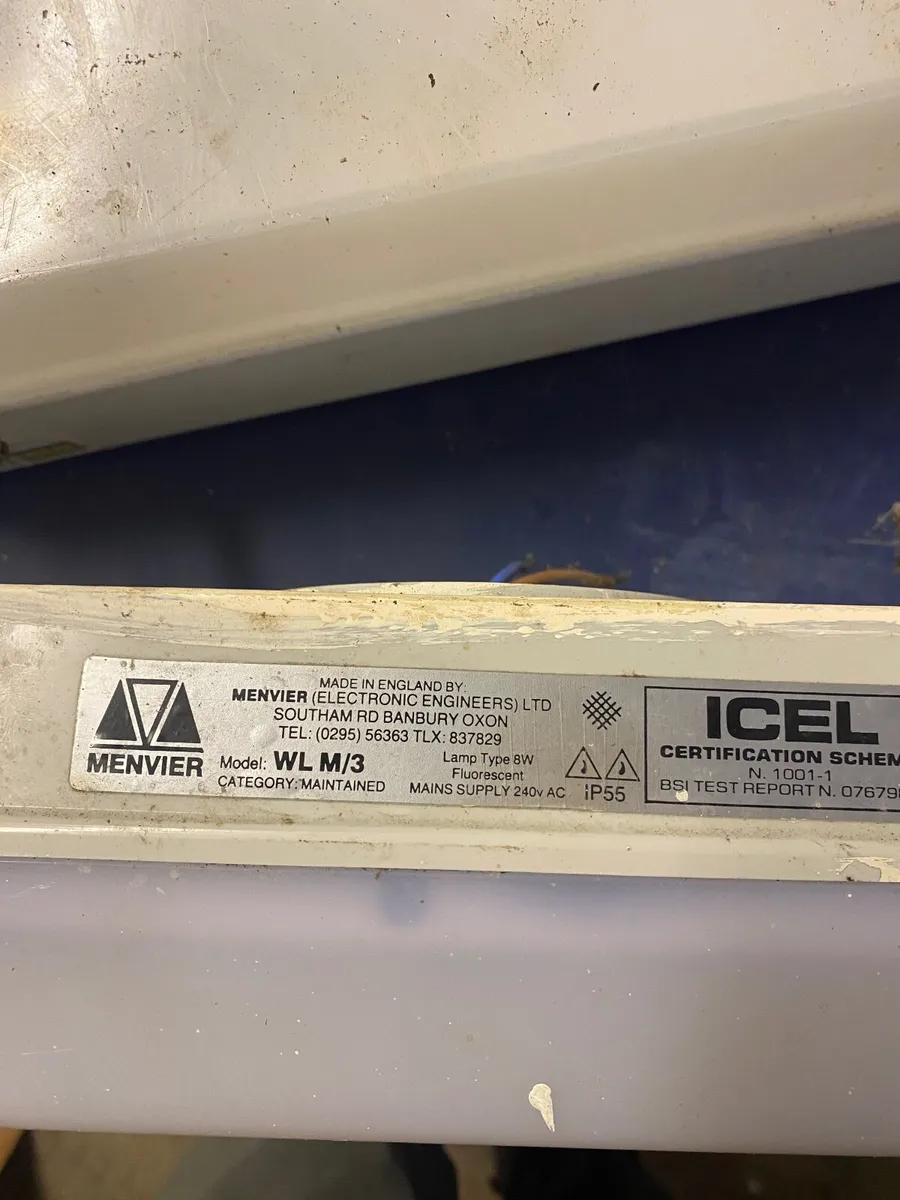 MENVIER
MADE IN ENGLAND BY:
MENVIER (ELECTRONIC ENGINEERS) LTD
SOUTHAM RD BANBURY OXON
TEL: (0295) 56363 TLX: 837829
Model: WL M/3
CATEGORY: MAINTAINED
Lamp Type 8W
Fluorescent
MAINS SUPPLY 240v AC
IP55
ICEL
CERTIFICATION SCHEM
N. 1001-1
BSI TEST REPORT N. 07679